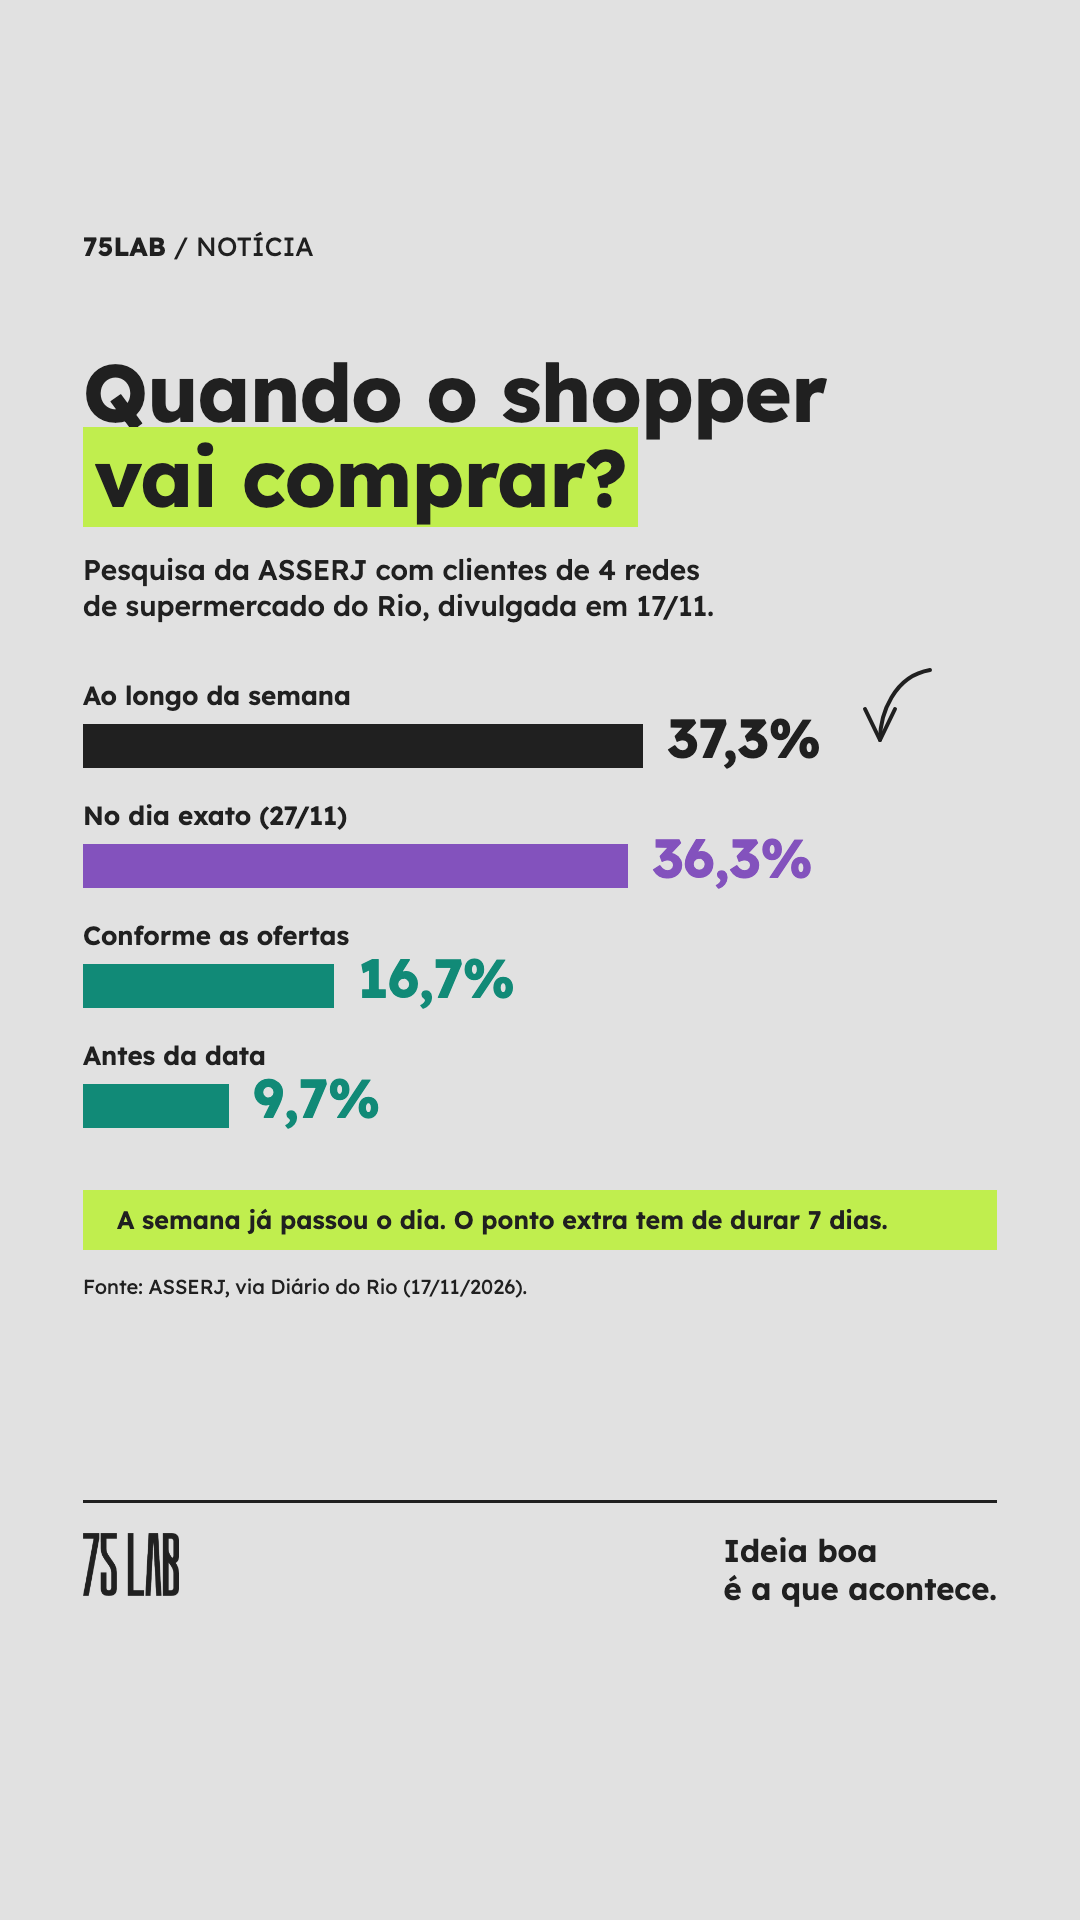 75LAB / NOTÍCIA
Quando o shopper
vai comprar?
Pesquisa da ASSERJ com clientes de 4 redes
de supermercado do Rio, divulgada em 17/11.
Ao longo da semana
37,3%
No dia exato (27/11)
36,3%
Conforme as ofertas
16,7%
Antes da data
9,7%
A semana já passou o dia. O ponto extra tem de durar 7 dias.
Fonte: ASSERJ, via Diário do Rio (17/11/2026).
75 LAB
Ideia boa
é a que acontece.